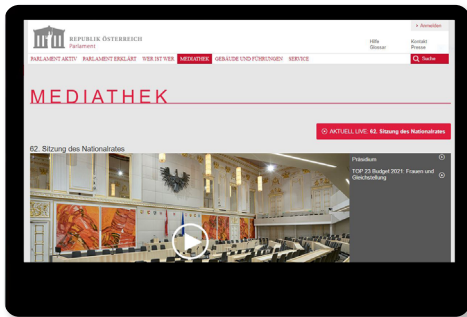 Anmelden
REPUBLIK ÖSTERREICH
Parlament
Hilfe
Kontakt
Glossar
Presse
PARLAMENT AKTIV PARLAMENT ERKLÄRT WER IST WER MEDIATHEK GEBÄUDE UND FÜHRUNGEN SERVICE
Suche
MEDIATHEK
AKTUELL LIVE: 62. Sitzung des Nationalrates
62. Sitzung des Nationalrates
Präsidium
TOP 23 Budget 2021: Frauen und
Gleichstellung